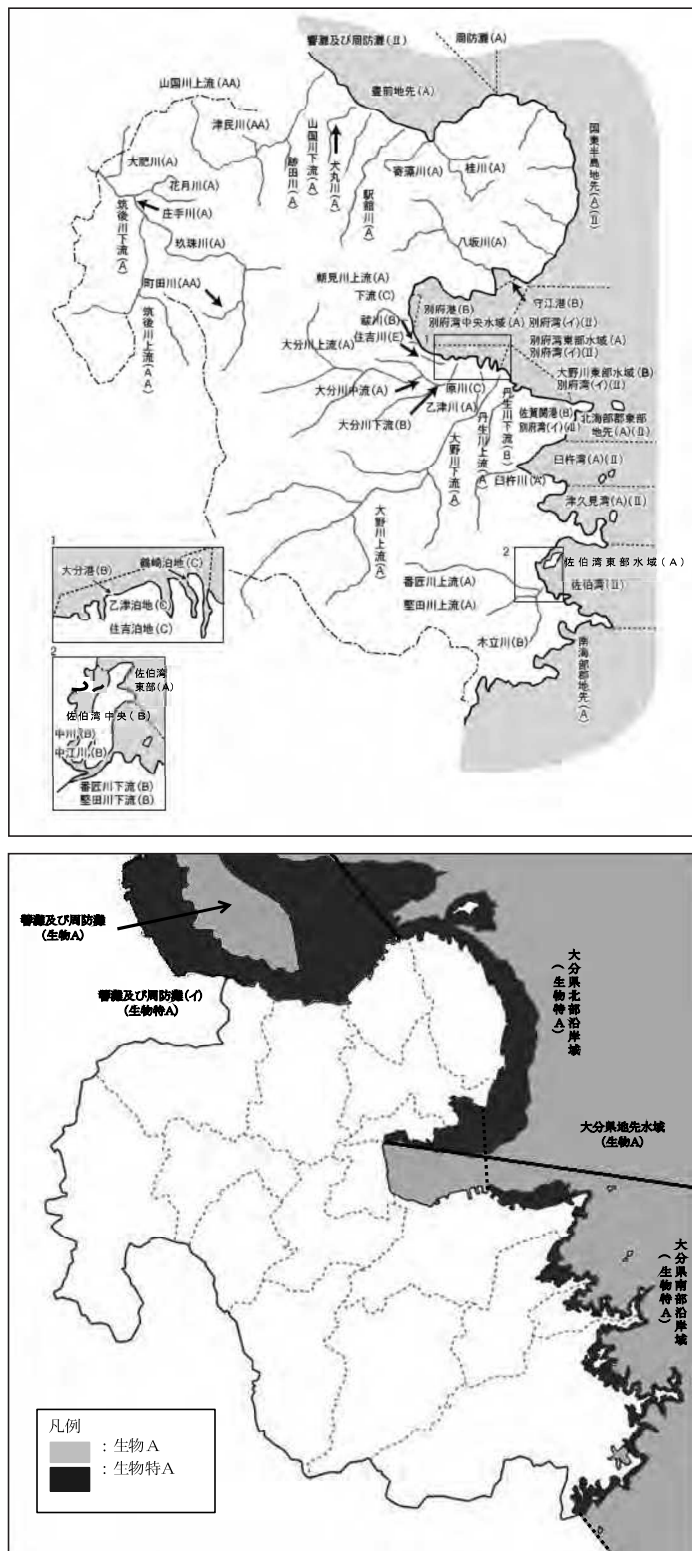 響灘及び周防灘(Ⅱ)
周防灘(A)
豊前地先(A)
国東半島地先(A)(Ⅱ)
山国川上流(AA)
津民川(AA)
山国川下流(A)
跡田川(A)
犬丸川(A)
駅館川(A)
寄藻川(A)
桂川(A)
八坂川(A)
大肥川(A)
花月川(A)
庄手川(A)
筑後川下流(A)
玖珠川(A)
町田川(AA)
筑後川上流(AA)
朝見川上流(A)
下流(C)
別府港(B)
守江港(B)
別府湾中央水域(A) 別府湾(イ)(Ⅱ)
祓川(B)
住吉川(E)
別府湾東部水域(A)
別府湾(イ)(Ⅱ)
大分川上流(A)
大分川中流(A)
大分川下流(B)
原川(C)
乙津川(A)
大野川東部水域(B)
別府湾(イ)(Ⅱ)
佐賀関港(B)
別府湾(イ)(Ⅱ)
北海部郡東部
地先(A)(Ⅱ)
丹生川下流(B)
丹生川上流(A)
大野川下流(A)
臼杵湾(A)(Ⅱ)
臼杵川(A)
津久見湾(A)(Ⅱ)
大野川上流(A)
2
佐伯湾東部水域(A)
佐伯湾(Ⅱ)
番匠川上流(A)
堅田川上流(A)
木立川(B)
南海部郡地先(A)
1
1
鶴崎泊地(C)
大分港(B)
乙津泊地(C)
住吉泊地(C)
2
佐伯湾
東部(A)
佐伯湾中央(B)
中川(B)
中江川(B)
番匠川下流(B)
堅田川下流(B)
響灘及び周防灘
(生物A)
響灘及び周防灘(イ)
(生物特A)
大分県北部沿岸域
(生物特A)
大分県地先水域
(生物A)
大分県南部沿岸域
(生物特A)
凡例
：生物A
：生物特A